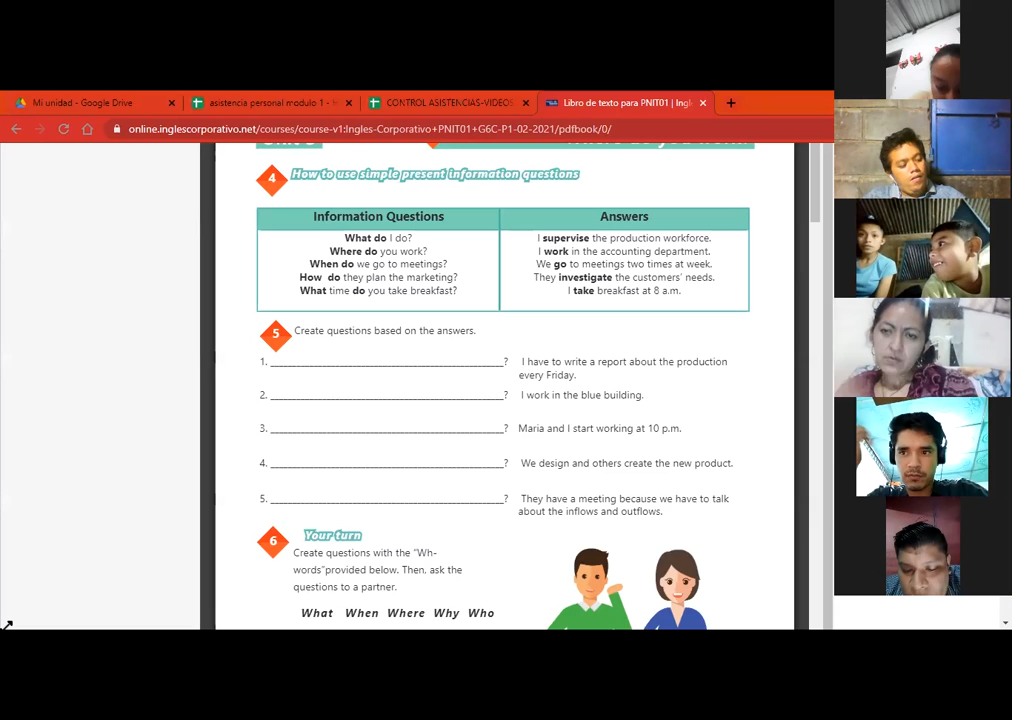 Mi unidad - Google Drive
asistencia personal modulo 1 -
CONTROL ASISTENCIAS-VIDEOS
Libro de texto para PNIT01 | Ingl
online.inglescorporativo.net/courses/course-v1:Ingles-Corporativo+PNIT01+G6C-P1-02-2021/pdfbook/0/
4 How to use simple present information questions
Information Questions Answers
What do I do? I supervise the production workforce.
Where do you work? I work in the accounting department.
When do we go to meetings? We go to meetings two times at week.
How do they plan the marketing? They investigate the customers' needs.
What time do you take breakfast? I take breakfast at 8 a.m.
5 Create questions based on the answers.
1. ______________________________? I have to write a report about the production
every Friday.
2. ______________________________? I work in the blue building.
3. ______________________________? Maria and I start working at 10 p.m.
4. ______________________________? We design and others create the new product.
5. ______________________________? They have a meeting because we have to talk
about the inflows and outflows.
6 Your turn
Create questions with the "Wh-
words"provided below. Then, ask the
questions to a partner.
What When Where Why Who